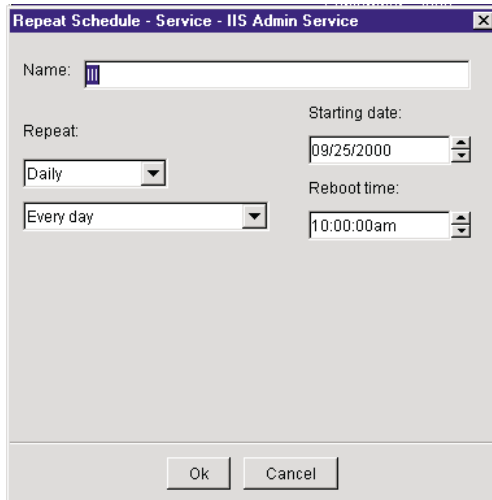 Repeat Schedule - Service - IIS Admin Service
Name:
Repeat:
Daily
Every day
Starting date:
09/25/2000
Reboot time:
10:00:00am
Ok
Cancel